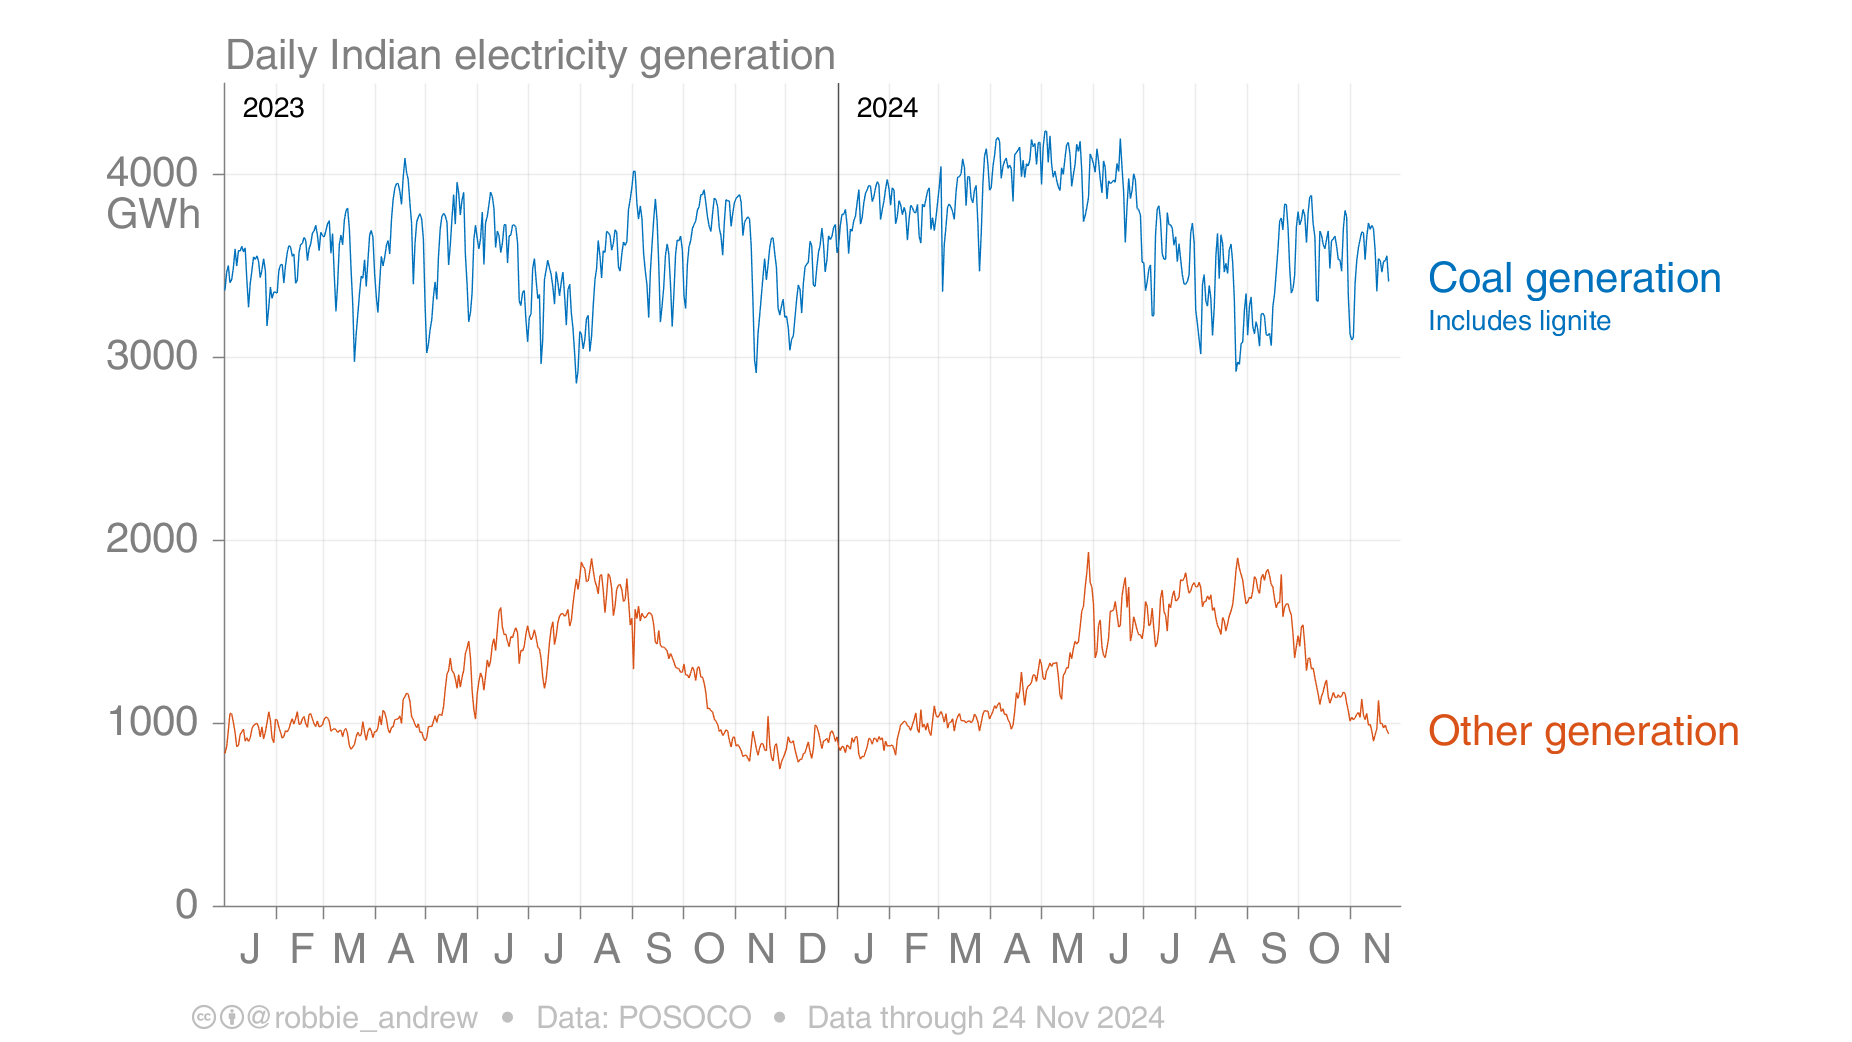 Daily Indian electricity generation
2023
2024
4000
GWh
3000
2000
1000
0
Coal generation
Includes lignite
Other generation
J F M A M J J A S O N D J F M A M J J A S O N
@robbie_andrew • Data: POSOCO • Data through 24 Nov 2024